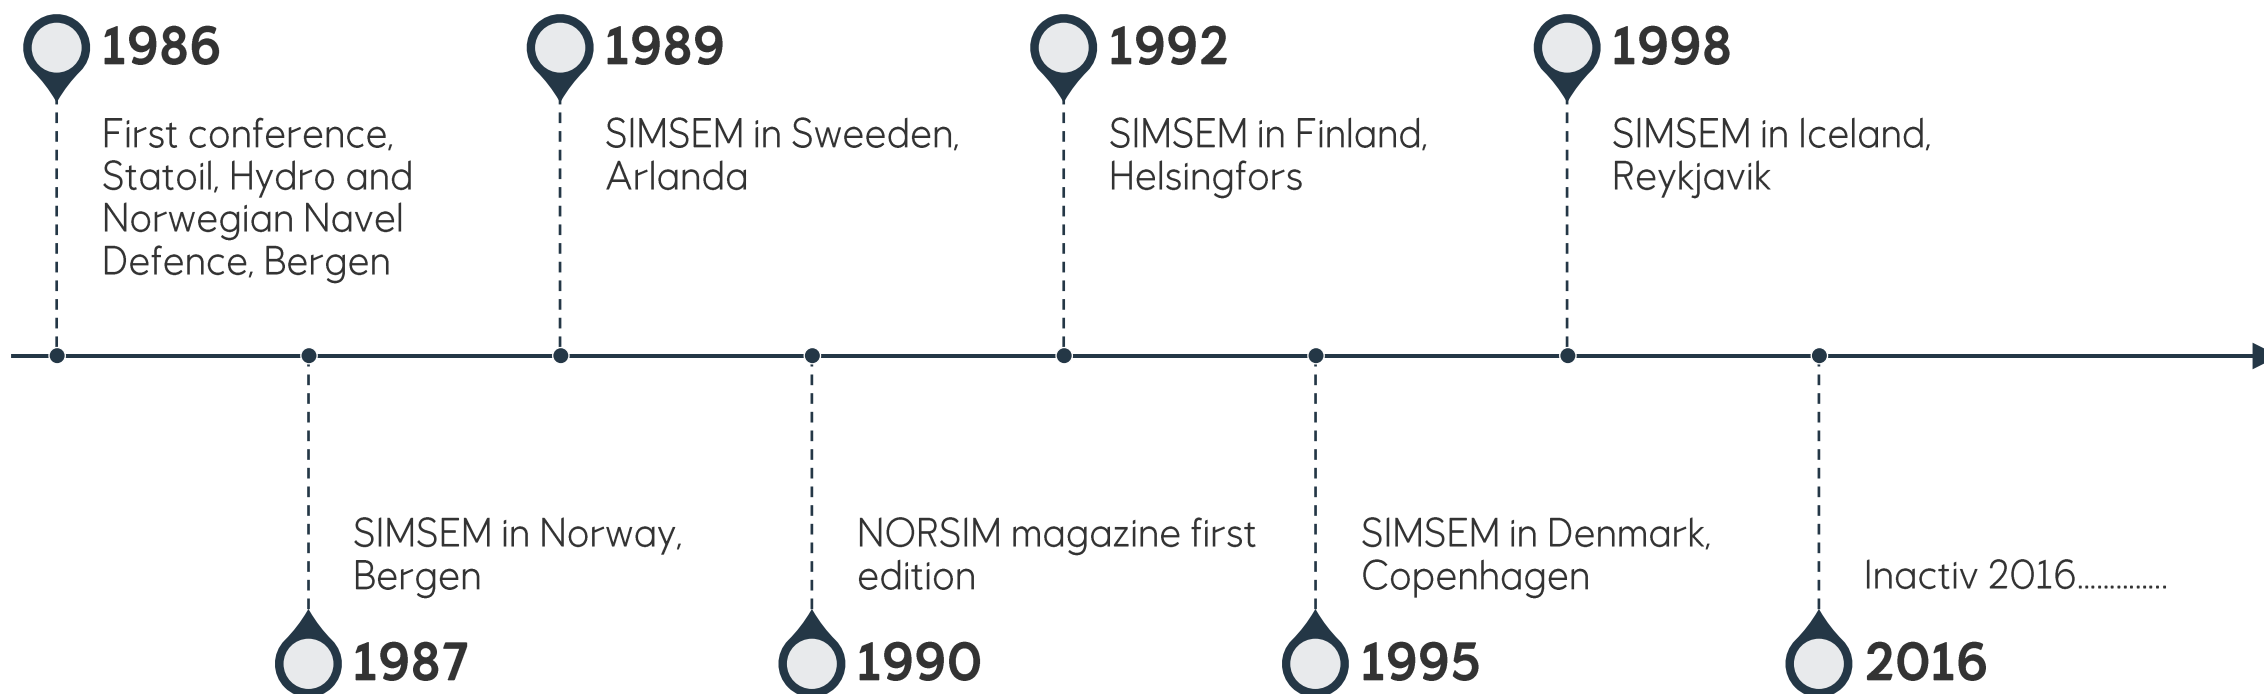 1986
First conference,
Statoil, Hydro and
Norwegian Navel
Defence, Bergen
1989
SIMSEM in Sweeden,
Arlanda
1992
SIMSEM in Finland,
Helsingfors
1998
SIMSEM in Iceland,
Reykjavik
SIMSEM in Norway,
Bergen
1987
NORSIM magazine first
edition
1990
SIMSEM in Denmark,
Copenhagen
1995
Inactiv 2016..............
2016